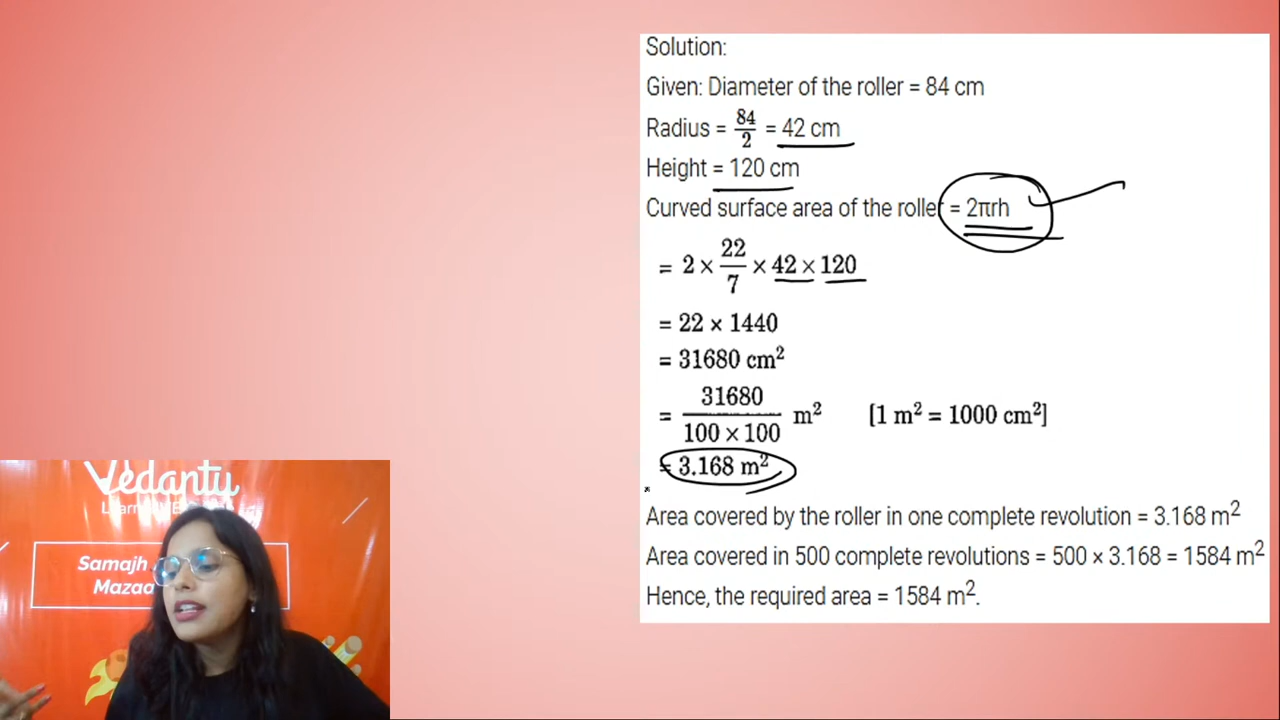 Solution:
Given: Diameter of the roller = 84 cm
Radius = 84/2 = 42 cm
Height = 120 cm
Curved surface area of the roller = 2πrh
= 2 × 22/7 × 42 × 120
= 22 × 1440
= 31680 cm²
= 31680/(100 × 100) m² [1 m² = 1000 cm²]
= 3.168 m²
Area covered by the roller in one complete revolution = 3.168 m²
Area covered in 500 complete revolutions = 500 × 3.168 = 1584 m²
Hence, the required area = 1584 m².
Vedantu
Samajh
Mazaa